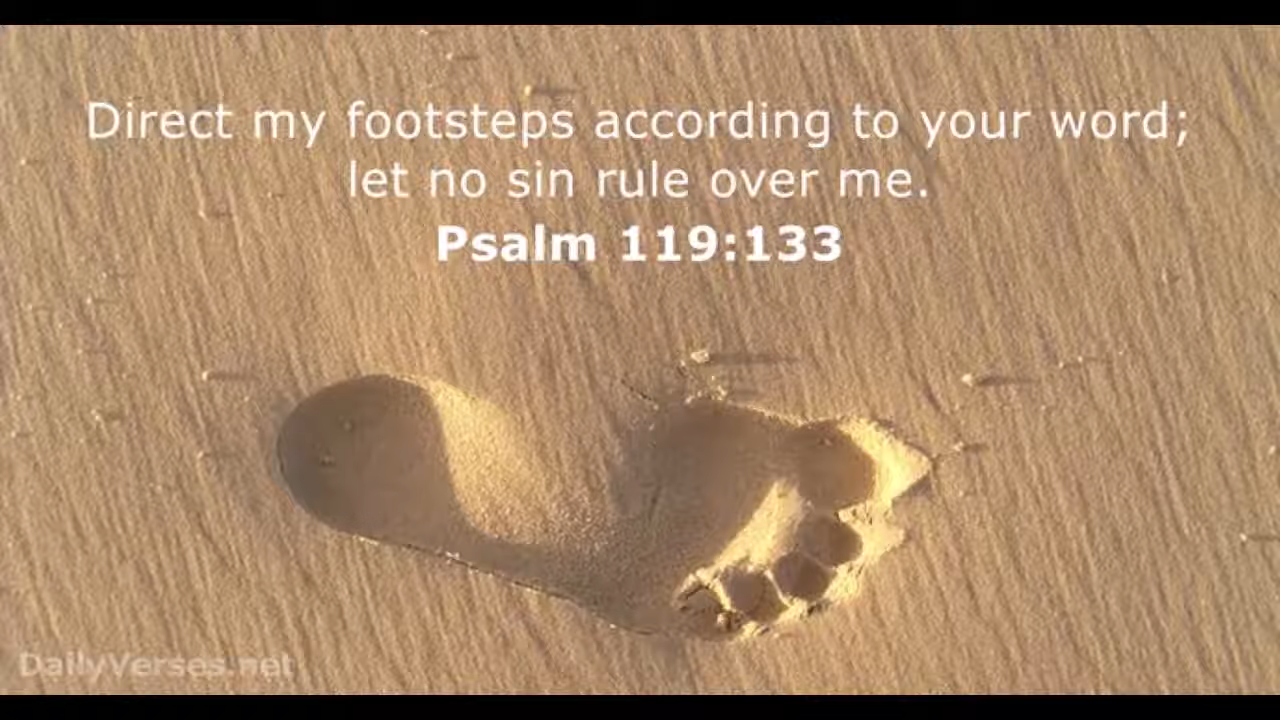 Direct my footsteps according to your word;
let no sin rule over me.
Psalm 119:133
DailyVerses.net